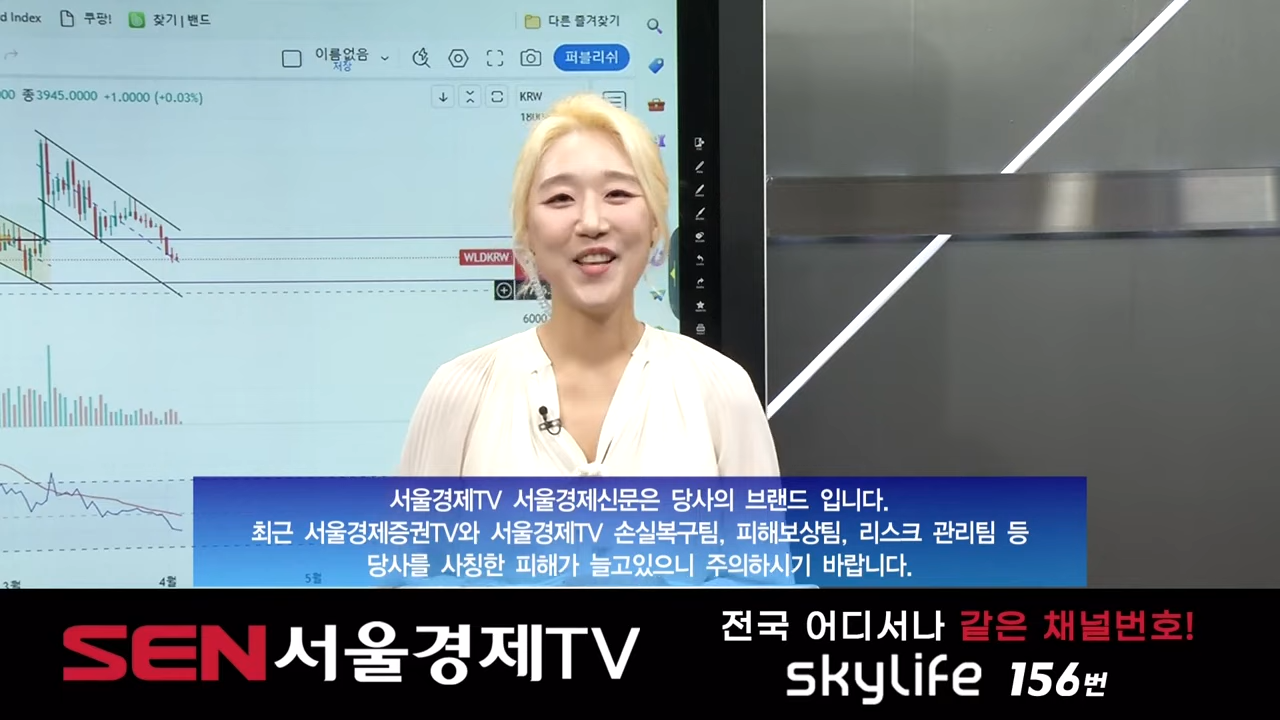 d Index 쿠팡! 찾기 | 밴드 다른 즐겨찾기
이름없음 퍼블리쉬
저장
00 종3945.0000 +1.0000 (+0.03%) KRW
WLDKRW
6000
3월 4월 5월
서울경제TV 서울경제신문은 당사의 브랜드 입니다.
최근 서울경제증권TV와 서울경제TV 손실복구팀, 피해보상팀, 리스크 관리팀 등
당사를 사칭한 피해가 늘고있으니 주의하시기 바랍니다.
SEN서울경제TV
전국 어디서나 같은 채널번호!
skylife 156번